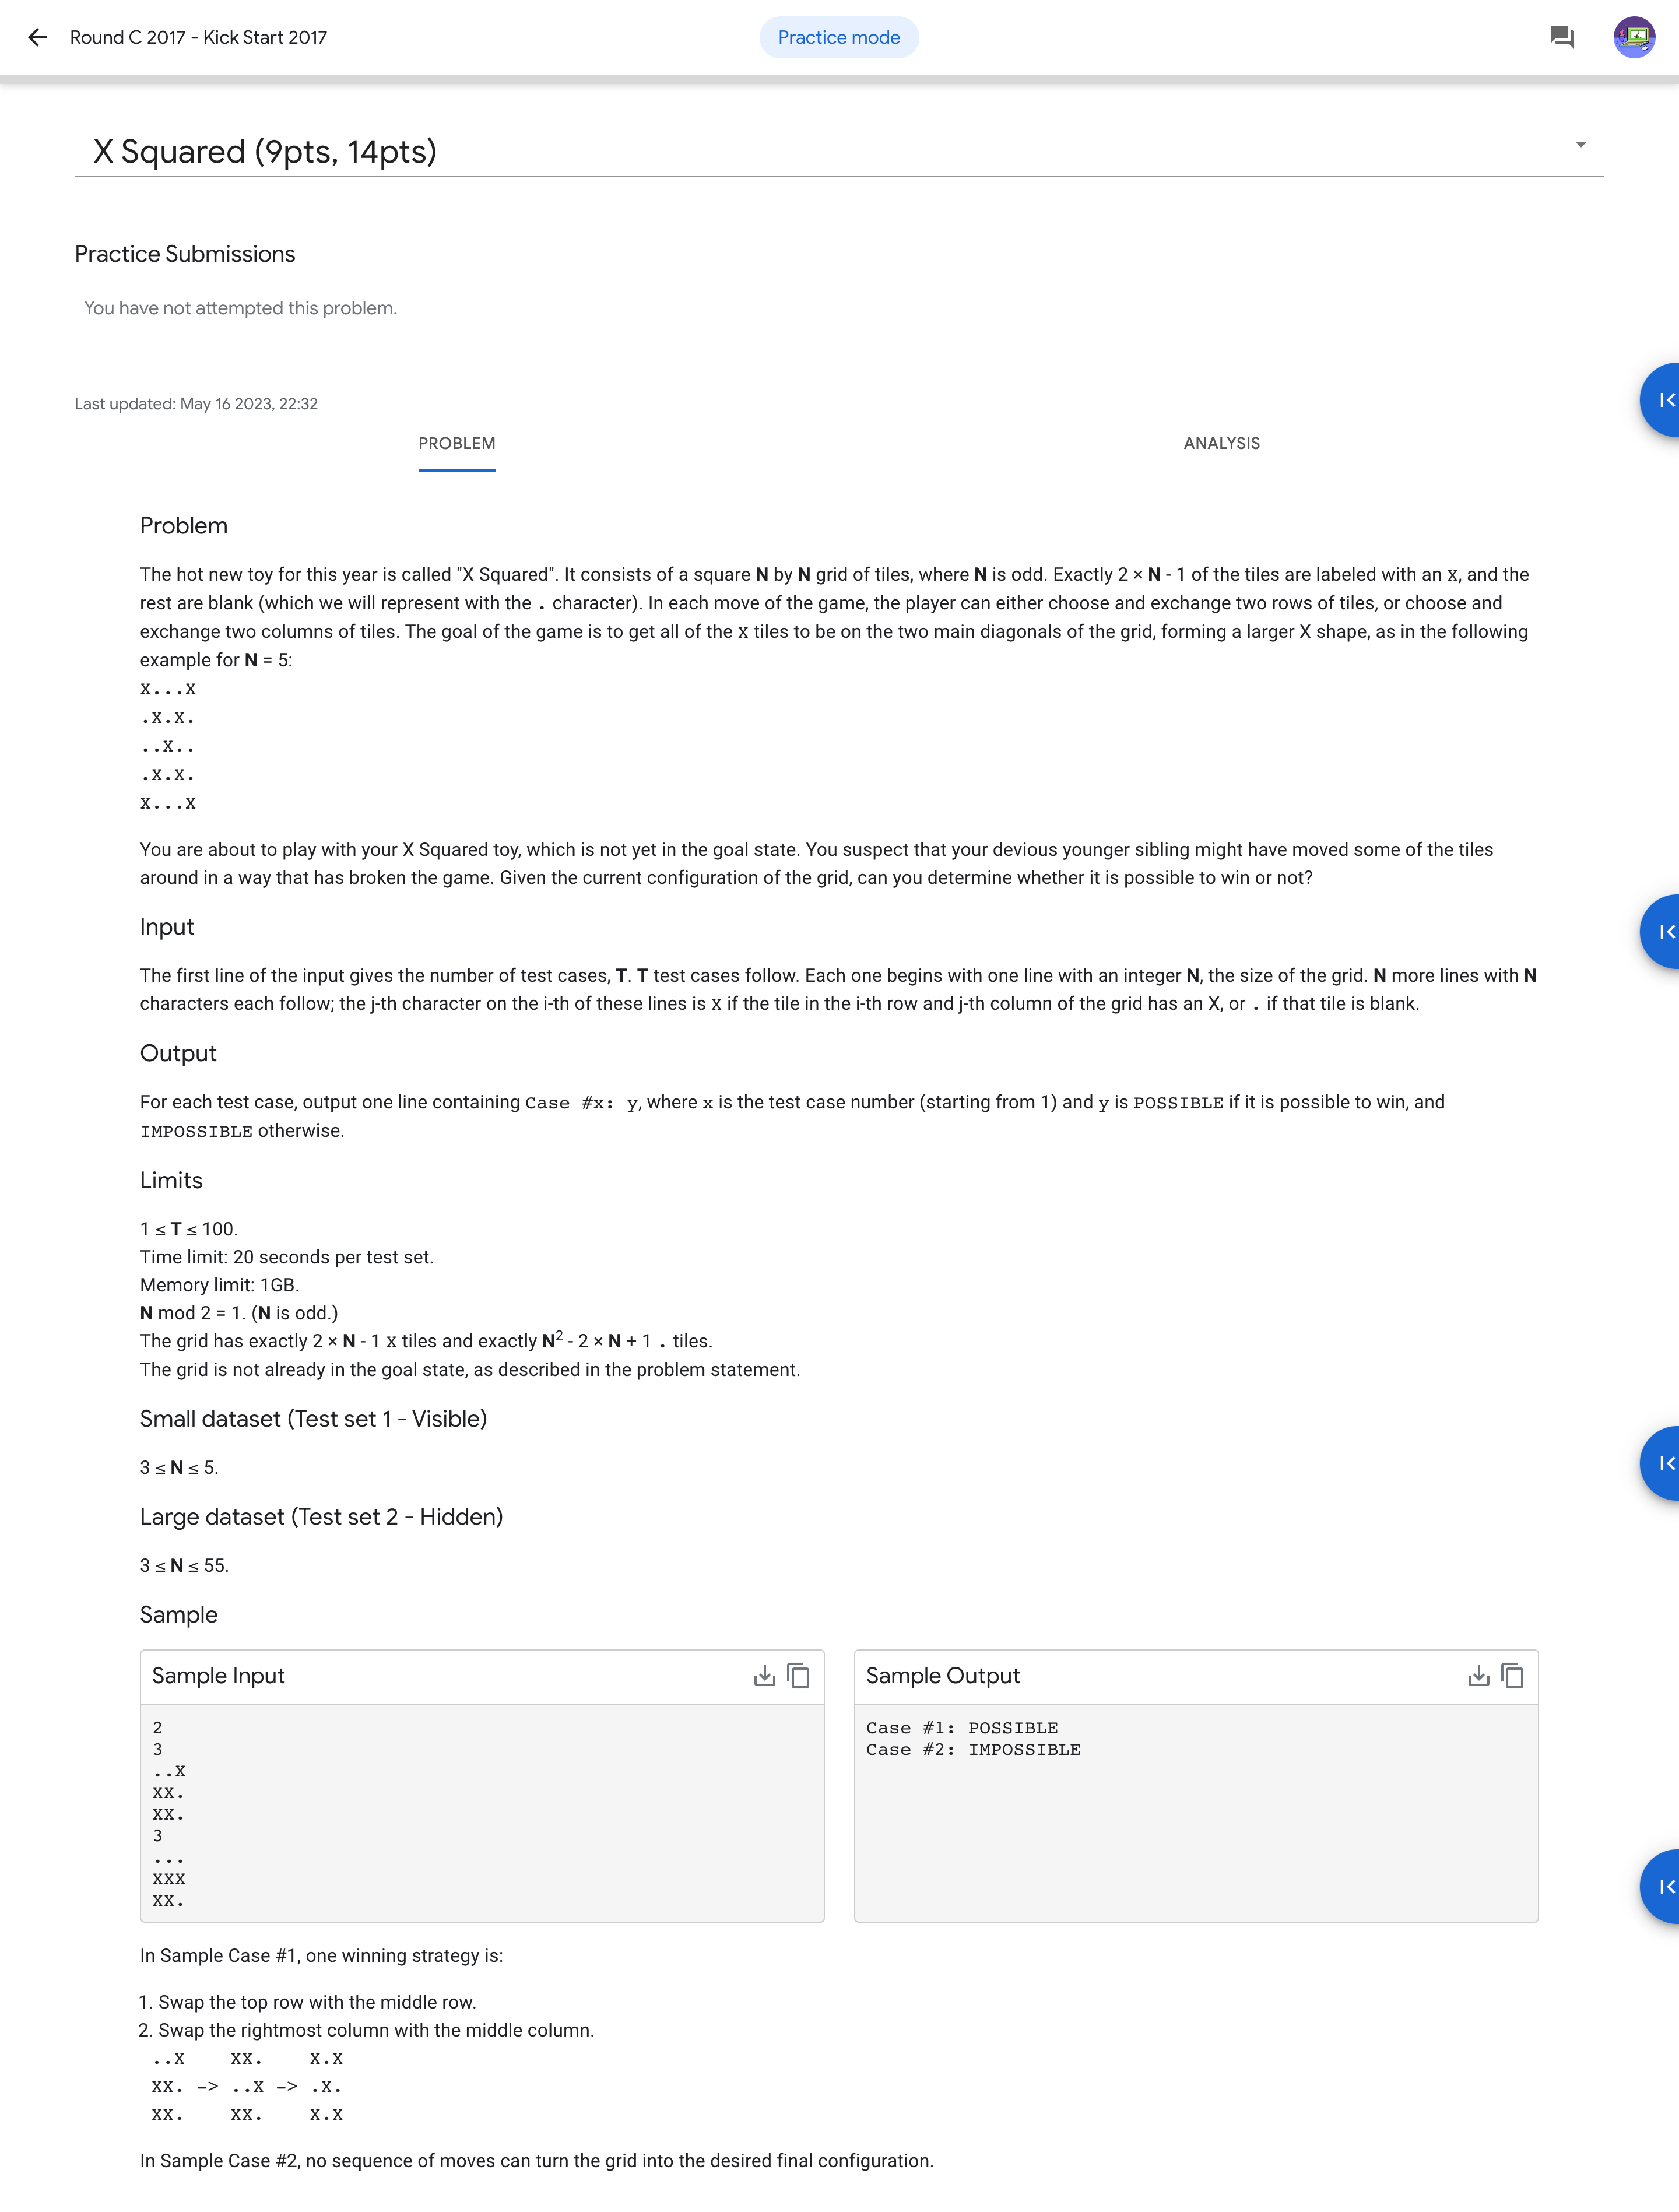 Round C 2017 - Kick Start 2017
Practice mode
X Squared (9pts, 14pts)
Practice Submissions
You have not attempted this problem.
Last updated: May 16 2023, 22:32
PROBLEM
ANALYSIS
Problem
The hot new toy for this year is called "X Squared". It consists of a square N by N grid of tiles, where N is odd. Exactly 2 × N - 1 of the tiles are labeled with an X, and the
rest are blank (which we will represent with the . character). In each move of the game, the player can either choose and exchange two rows of tiles, or choose and
exchange two columns of tiles. The goal of the game is to get all of the X tiles to be on the two main diagonals of the grid, forming a larger X shape, as in the following
example for N = 5:
X...X
.X.X.
..X..
.X.X.
X...X
You are about to play with your X Squared toy, which is not yet in the goal state. You suspect that your devious younger sibling might have moved some of the tiles
around in a way that has broken the game. Given the current configuration of the grid, can you determine whether it is possible to win or not?
Input
The first line of the input gives the number of test cases, T. T test cases follow. Each one begins with one line with an integer N, the size of the grid. N more lines with N
characters each follow; the j-th character on the i-th of these lines is X if the tile in the i-th row and j-th column of the grid has an X, or . if that tile is blank.
Output
For each test case, output one line containing Case #x: y, where x is the test case number (starting from 1) and y is POSSIBLE if it is possible to win, and
IMPOSSIBLE otherwise.
Limits
1 ≤ T ≤ 100.
Time limit: 20 seconds per test set.
Memory limit: 1GB.
N mod 2 = 1. (N is odd.)
The grid has exactly 2 × N - 1 X tiles and exactly N² - 2 × N + 1 . tiles.
The grid is not already in the goal state, as described in the problem statement.
Small dataset (Test set 1 - Visible)
3 ≤ N ≤ 5.
Large dataset (Test set 2 - Hidden)
3 ≤ N ≤ 55.
Sample
Sample Input
2
3
..X
XX.
XX.
3
...
XXX
XX.
Sample Output
Case #1: POSSIBLE
Case #2: IMPOSSIBLE
In Sample Case #1, one winning strategy is:
1. Swap the top row with the middle row.
2. Swap the rightmost column with the middle column.
..X    XX.    X.X
XX. -> ..X -> .X.
XX.    XX.    X.X
In Sample Case #2, no sequence of moves can turn the grid into the desired final configuration.